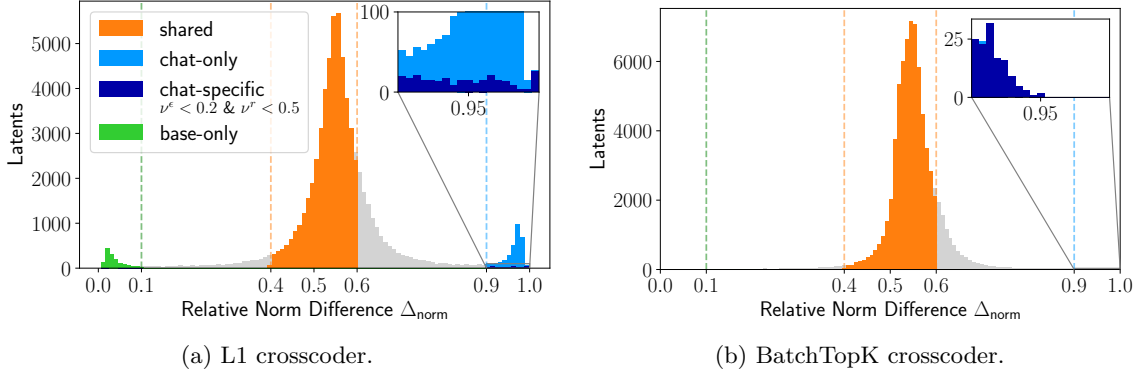 100
0
0.95
shared
chat-only
chat-specific
ν^ϵ < 0.2 & ν^r < 0.5
base-only
5000
4000
3000
2000
1000
0
Latents
0.0 0.1 0.4 0.5 0.6 0.9 1.0
Relative Norm Difference Δ_norm
(a) L1 crosscoder.
25
0
0.95
6000
4000
2000
0
Latents
0.0 0.1 0.4 0.5 0.6 0.9 1.0
Relative Norm Difference Δ_norm
(b) BatchTopK crosscoder.